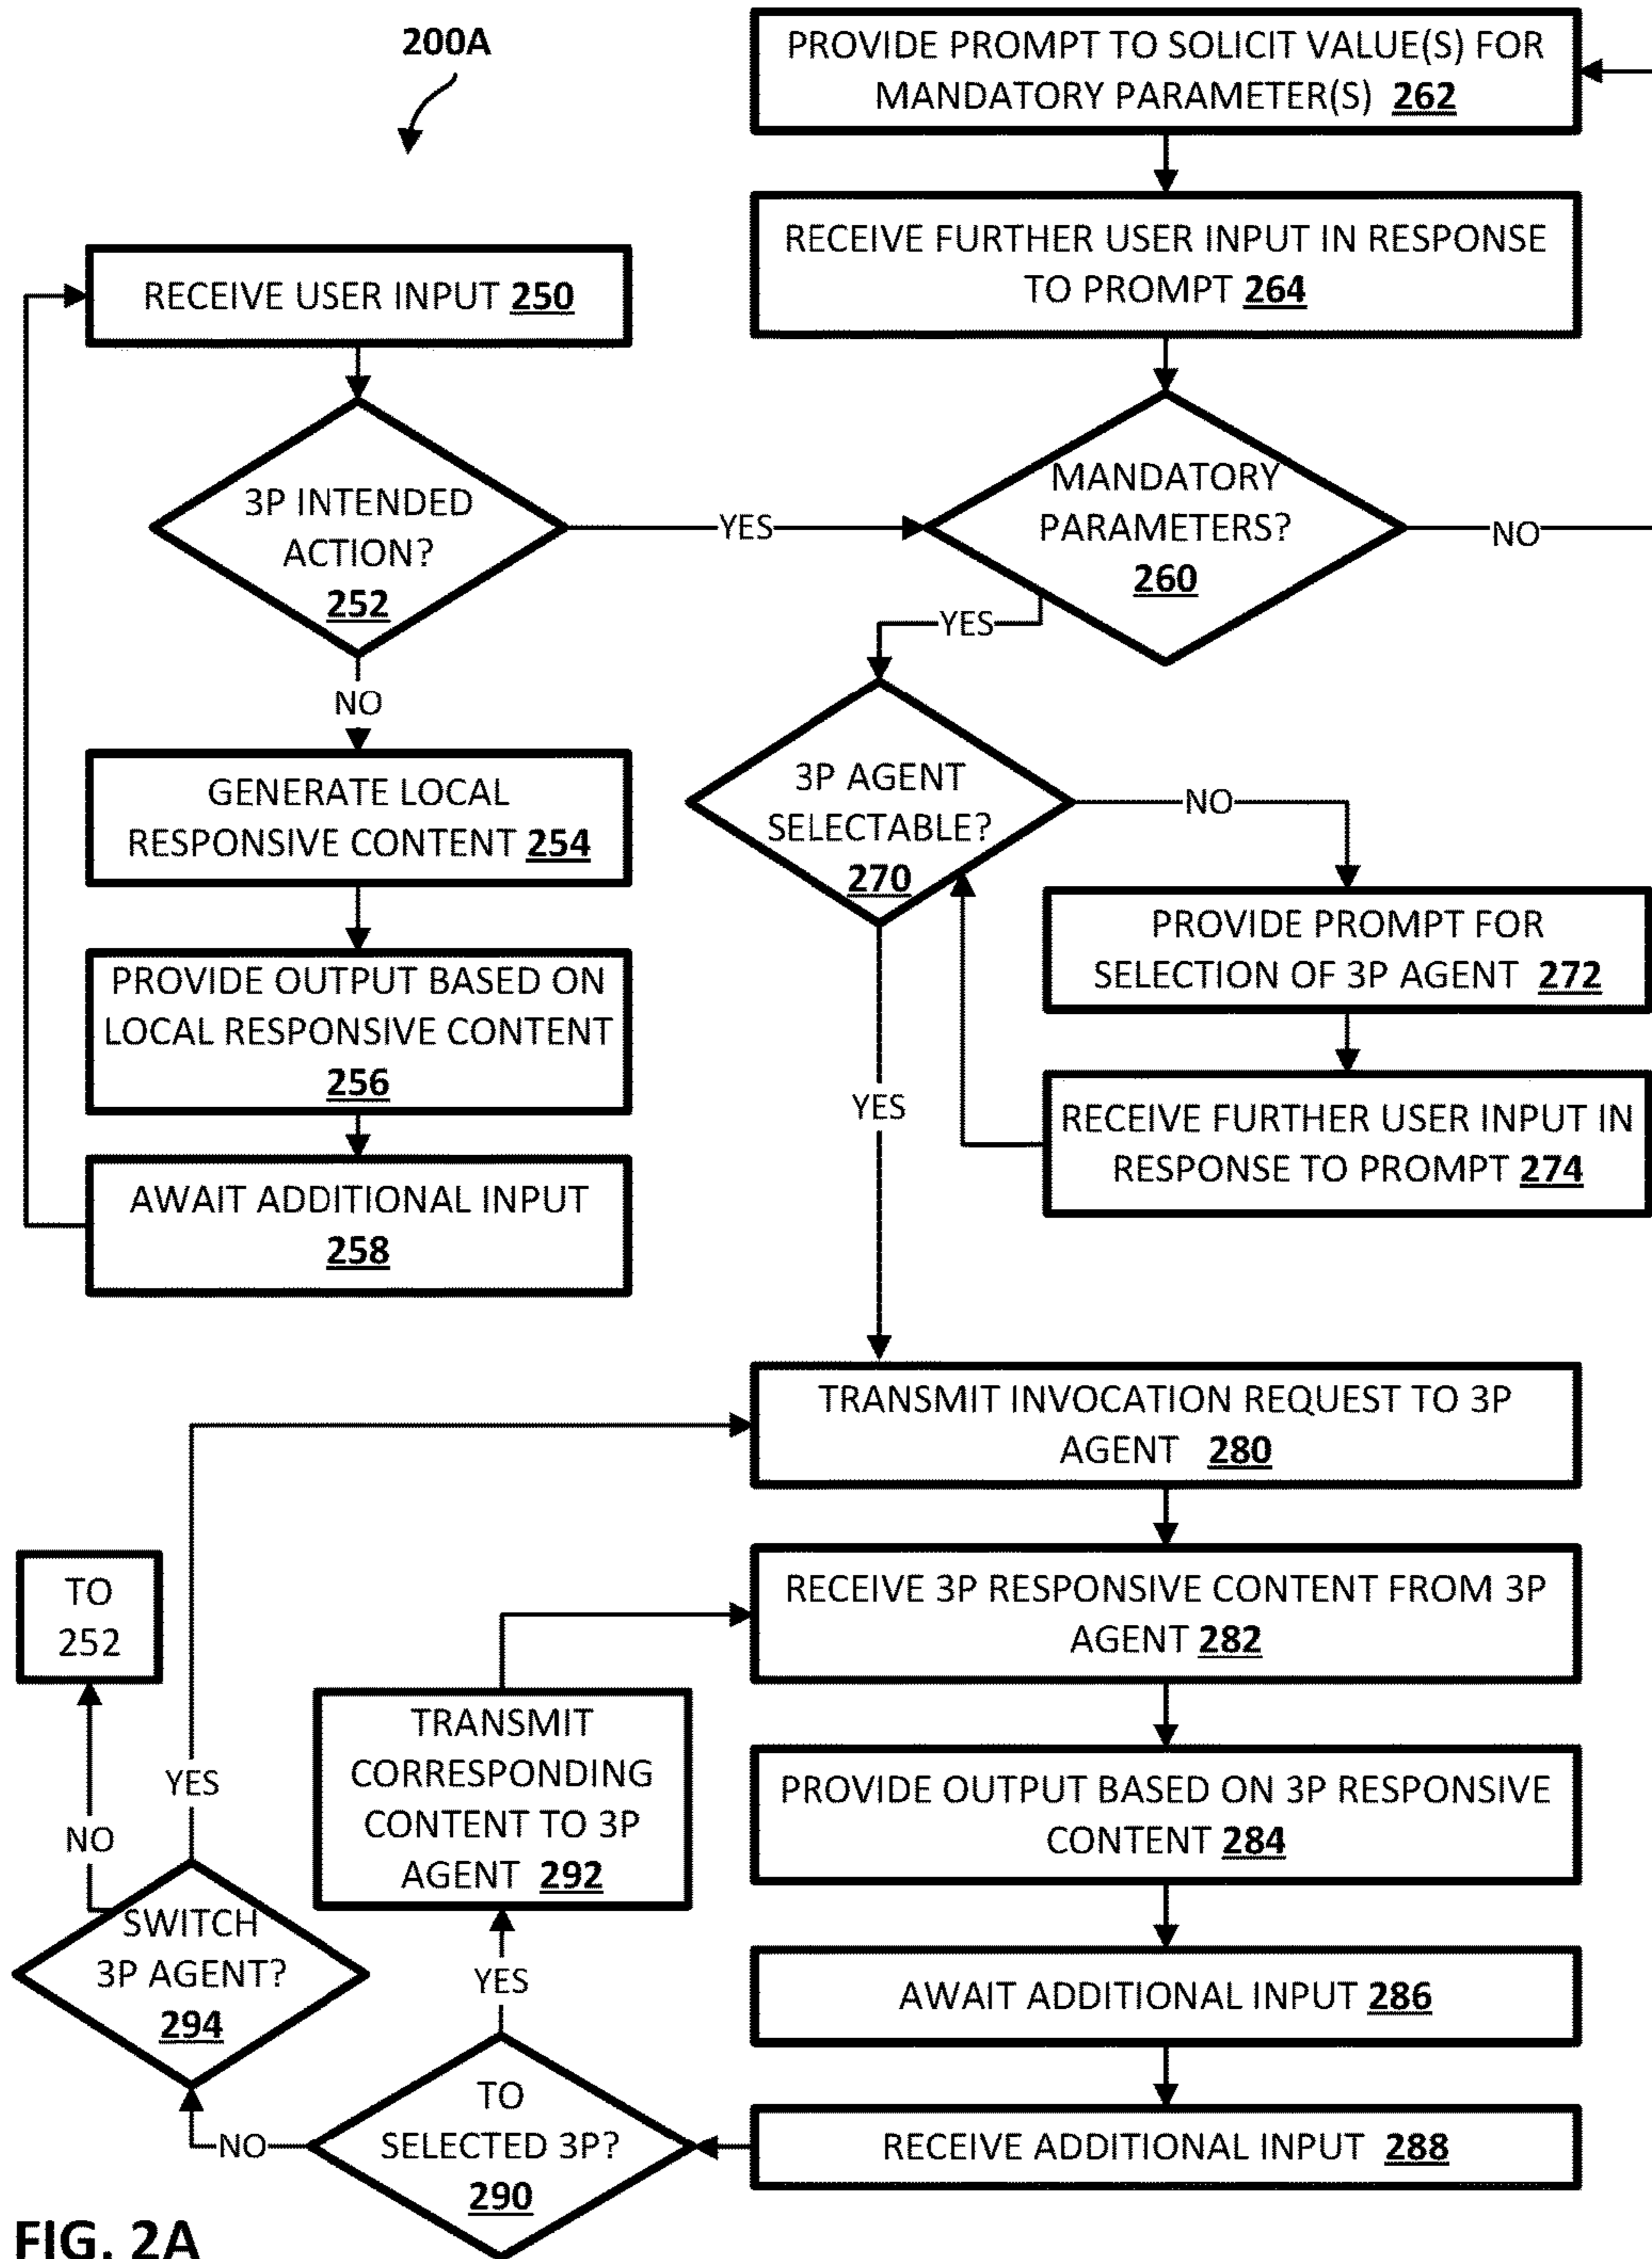 200A
PROVIDE PROMPT TO SOLICIT VALUE(S) FOR
MANDATORY PARAMETER(S) 262
RECEIVE FURTHER USER INPUT IN RESPONSE
TO PROMPT 264
RECEIVE USER INPUT 250
3P INTENDED
ACTION?
252
YES
MANDATORY
PARAMETERS?
260
NO
YES
NO
GENERATE LOCAL
RESPONSIVE CONTENT 254
3P AGENT
SELECTABLE?
270
NO
PROVIDE PROMPT FOR
SELECTION OF 3P AGENT 272
PROVIDE OUTPUT BASED ON
LOCAL RESPONSIVE CONTENT
256
YES
RECEIVE FURTHER USER INPUT IN
RESPONSE TO PROMPT 274
AWAIT ADDITIONAL INPUT
258
TRANSMIT INVOCATION REQUEST TO 3P
AGENT 280
RECEIVE 3P RESPONSIVE CONTENT FROM 3P
AGENT 282
TO
252
TRANSMIT
CORRESPONDING
CONTENT TO 3P
AGENT 292
YES
NO
PROVIDE OUTPUT BASED ON 3P RESPONSIVE
CONTENT 284
SWITCH
3P AGENT?
294
YES
AWAIT ADDITIONAL INPUT 286
TO
SELECTED 3P?
290
NO
RECEIVE ADDITIONAL INPUT 288
FIG. 2A